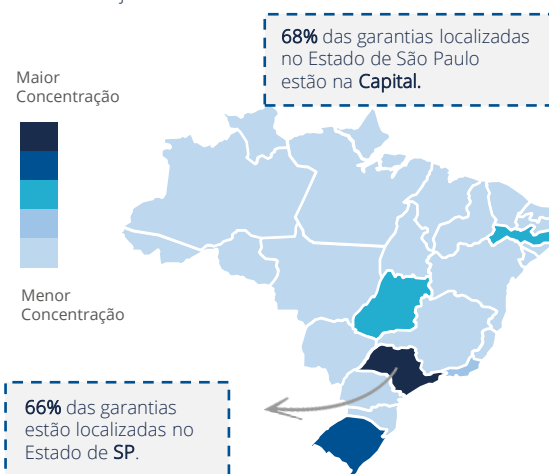 68% das garantias localizadas
no Estado de São Paulo
estão na Capital.
Maior
Concentração
Menor
Concentração
66% das garantias
estão localizadas no
Estado de SP.